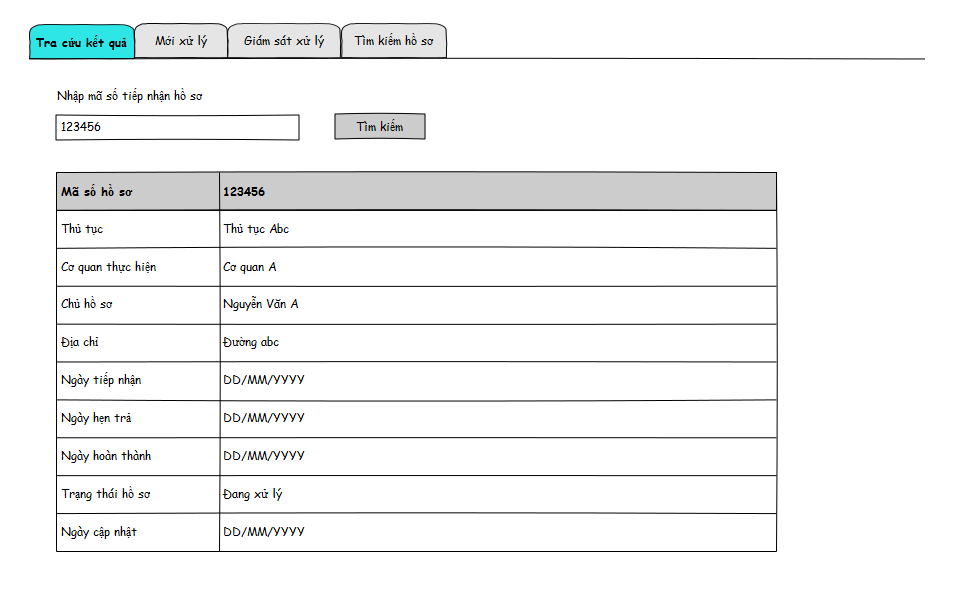 Tra cứu kết quả Mới xử lý Giám sát xử lý Tìm kiếm hồ sơ
Nhập mã số tiếp nhận hồ sơ
123456 Tìm kiếm
Mã số hồ sơ 123456
Thủ tục Thủ tục Abc
Cơ quan thực hiện Cơ quan A
Chủ hồ sơ Nguyễn Văn A
Địa chỉ Đường abc
Ngày tiếp nhận DD/MM/YYYY
Ngày hẹn trả DD/MM/YYYY
Ngày hoàn thành DD/MM/YYYY
Trạng thái hồ sơ Đang xử lý
Ngày cập nhật DD/MM/YYYY